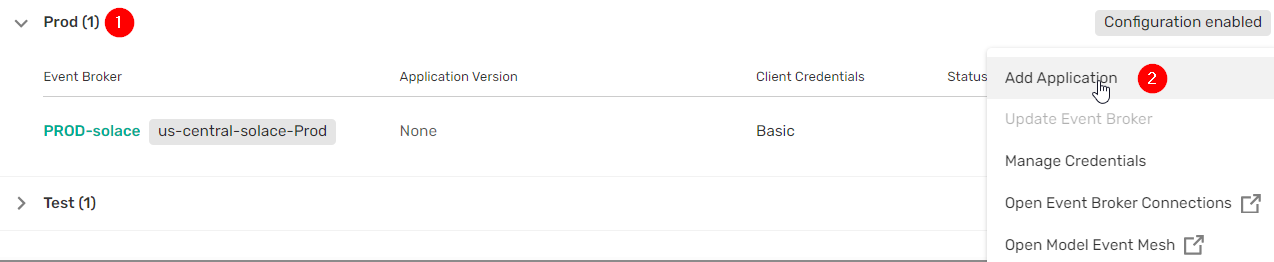 Prod (1) 1 Configuration enabled
Event Broker Application Version Client Credentials Status
Add Application 2
PROD-solace us-central-solace-Prod None Basic
Update Event Broker
Manage Credentials
Test (1)
Open Event Broker Connections
Open Model Event Mesh